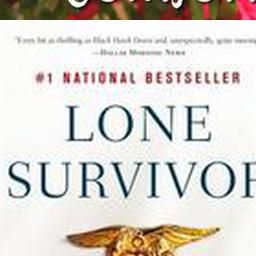 "Every bit as thrilling as Black Hawk Down and, unexpectedly, quite moving
—DALLAS MORNING NEWS
#1 NATIONAL BESTSELLER
LONE
SURVIVOR